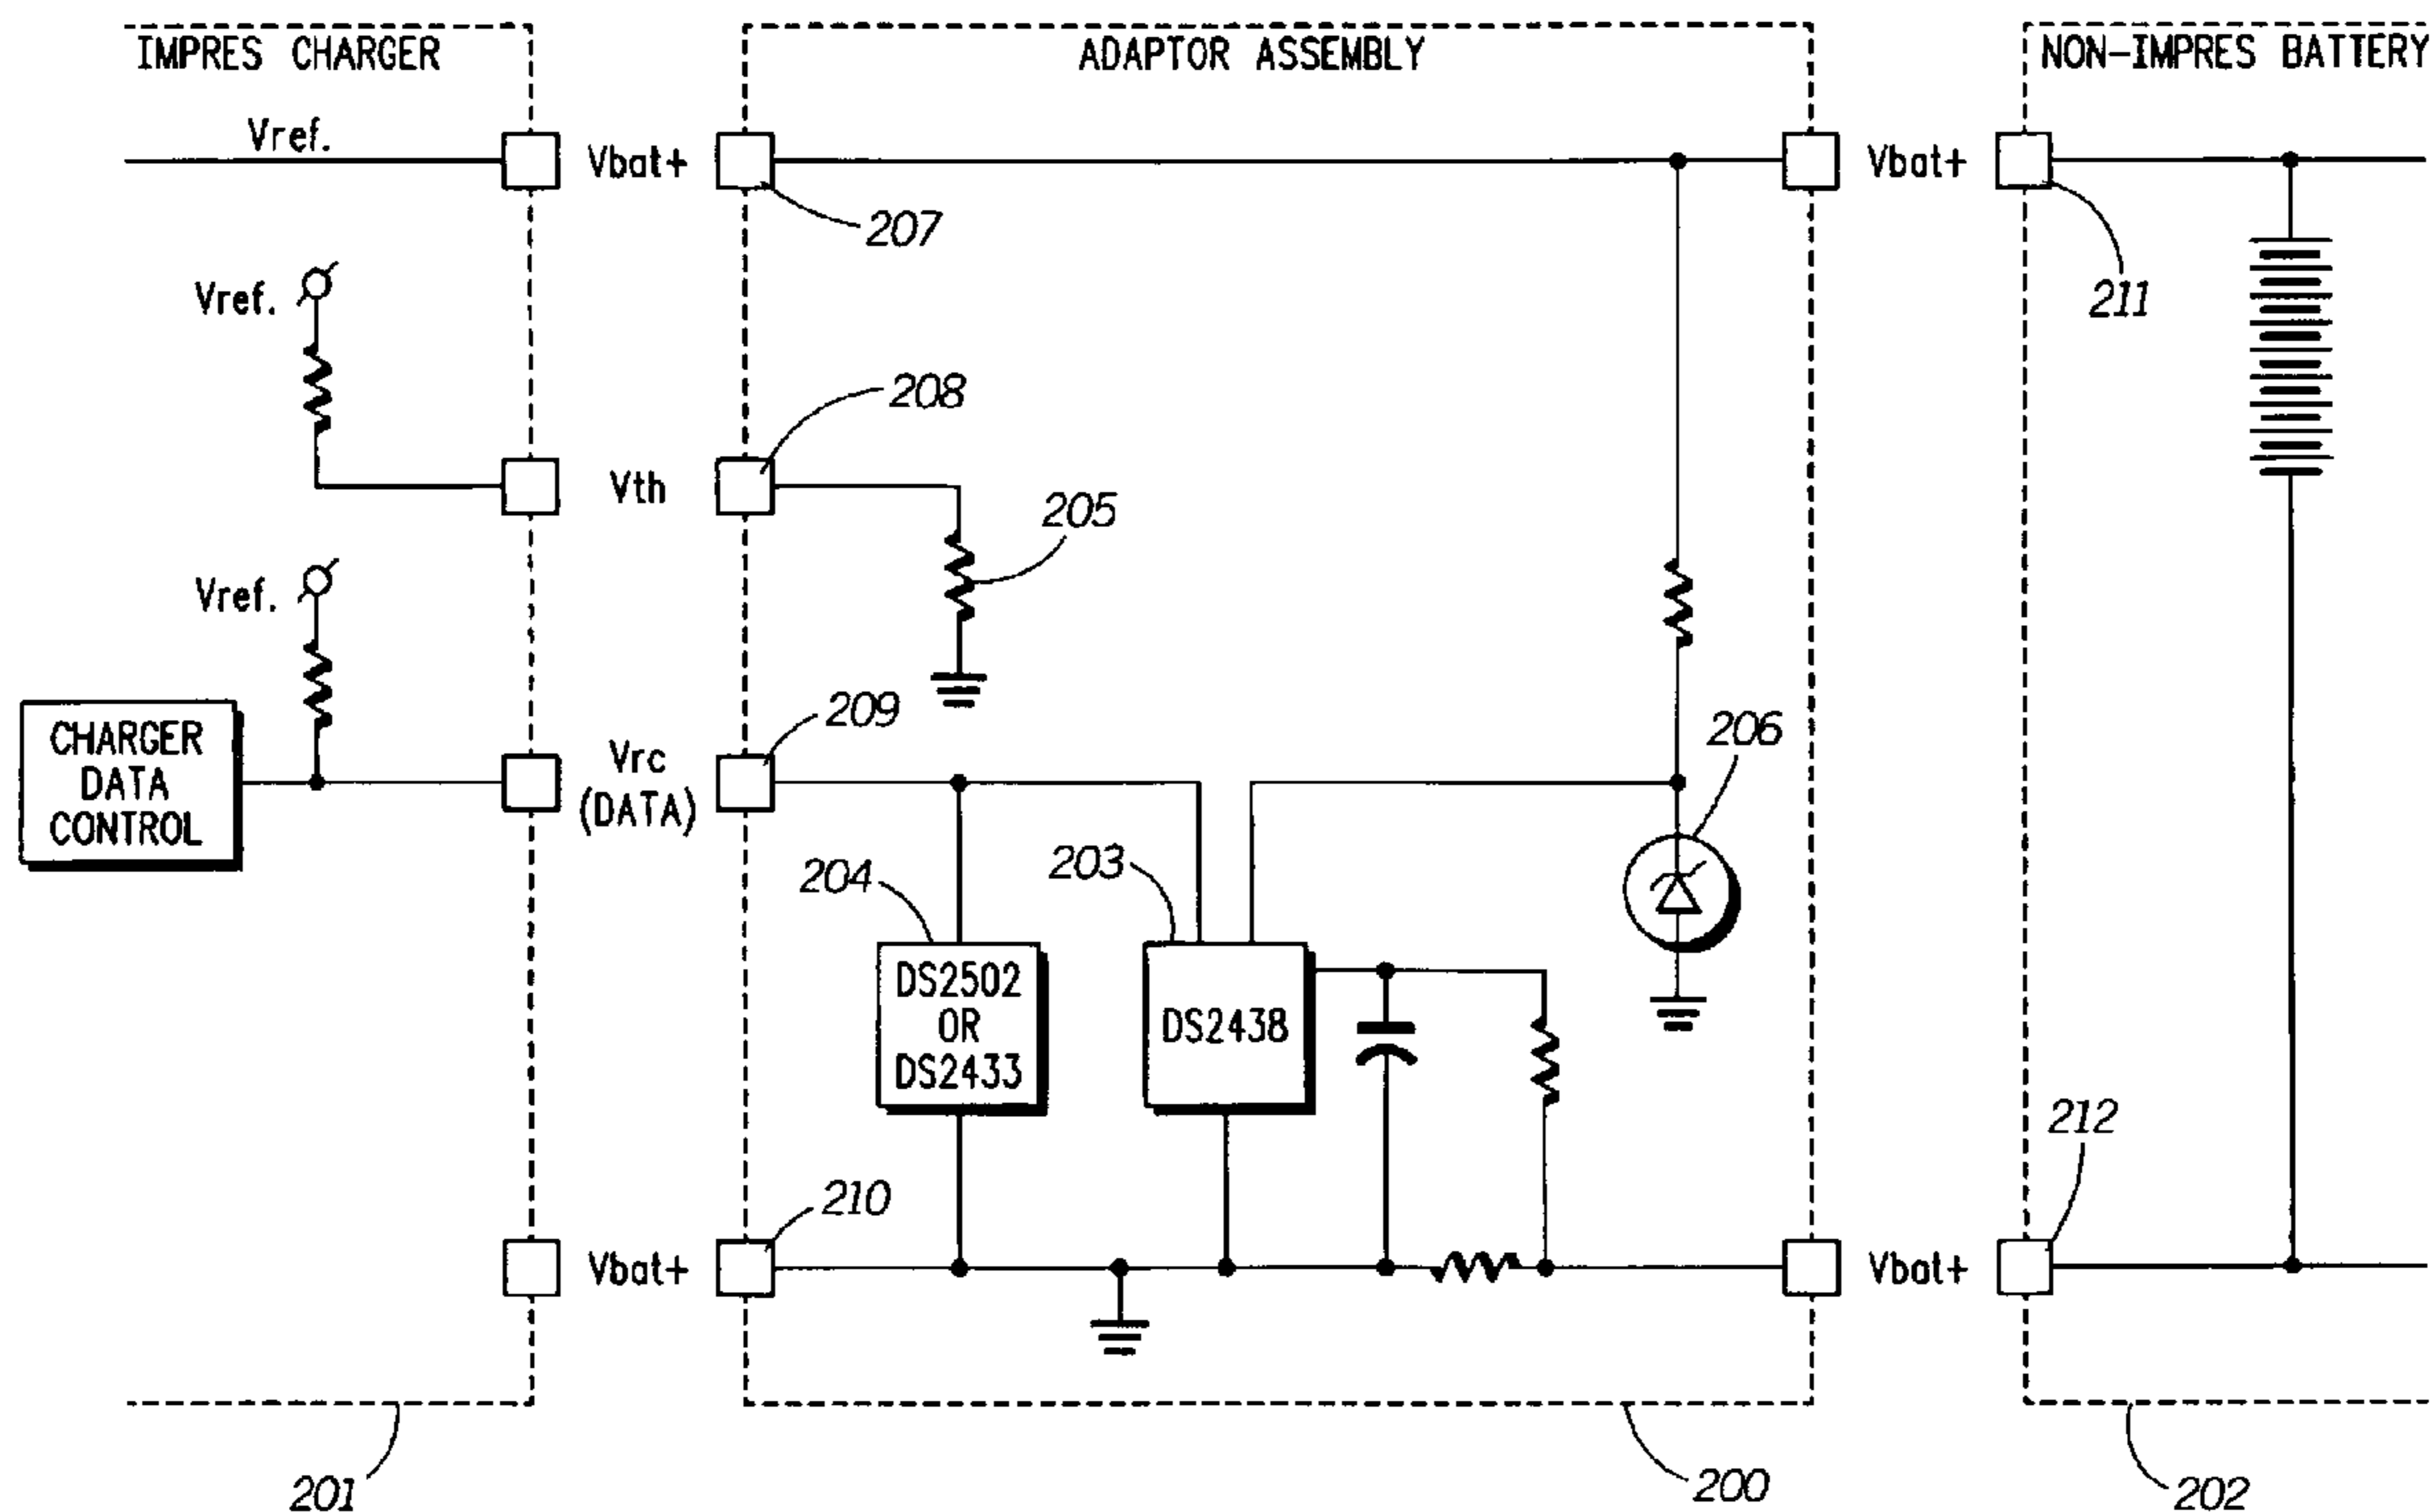 IMPRES CHARGER
ADAPTOR ASSEMBLY
NON-IMPRES BATTERY
Vref.
Vbat+
207
Vbat+
211
Vref.
208
Vth
205
Vref.
209
Vrc
(DATA)
206
CHARGER
DATA
CONTROL
204
203
DS2502
OR
DS2433
DS2438
212
210
Vbat+
Vbat+
201
200
202